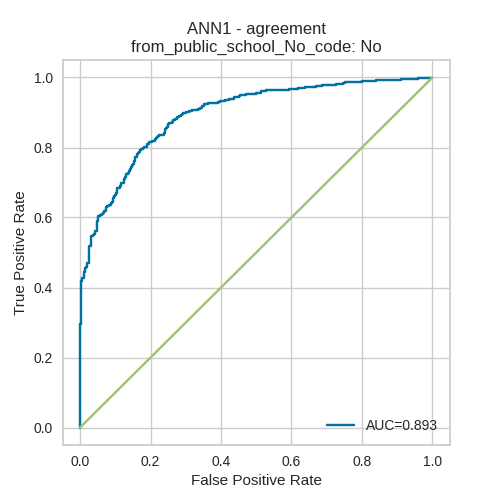 ANN1 - agreement
from_public_school_No_code: No
True Positive Rate
1.0
0.8
0.6
0.4
0.2
0.0
AUC=0.893
0.0 0.2 0.4 0.6 0.8 1.0
False Positive Rate